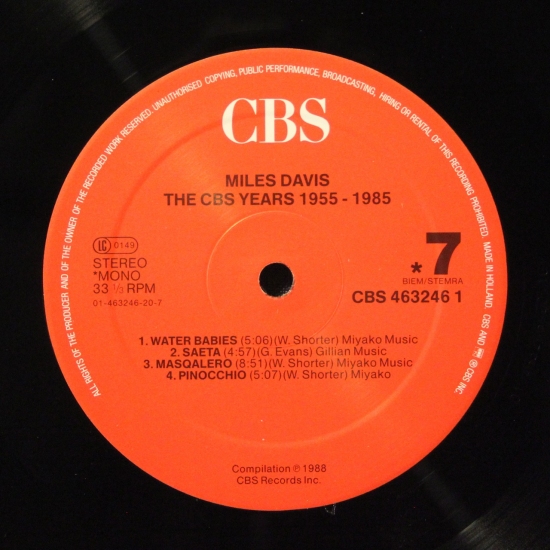 ALL RIGHTS OF THE PRODUCER AND OF THE OWNER OF THE RECORDED WORK RESERVED. UNAUTHORISED COPYING, PUBLIC PERFORMANCE, BROADCASTING, HIRING OR RENTAL OF THIS RECORDING PROHIBITED. MADE IN HOLLAND. CBS AND ® CBS INC.
CBS
MILES DAVIS
THE CBS YEARS 1955 - 1985
LC 0149
STEREO
*MONO
33 ⅓ RPM
01-463246-20-7
*7
BIEM/STEMRA
CBS 463246 1
1. WATER BABIES (5:06)(W. Shorter) Miyako Music
2. SAETA (4:57)(G. Evans) Gillian Music
3. MASQALERO (8:51)(W. Shorter) Miyako Music
4. PINOCCHIO (5:07)(W. Shorter) Miyako
Compilation ℗ 1988
CBS Records Inc.